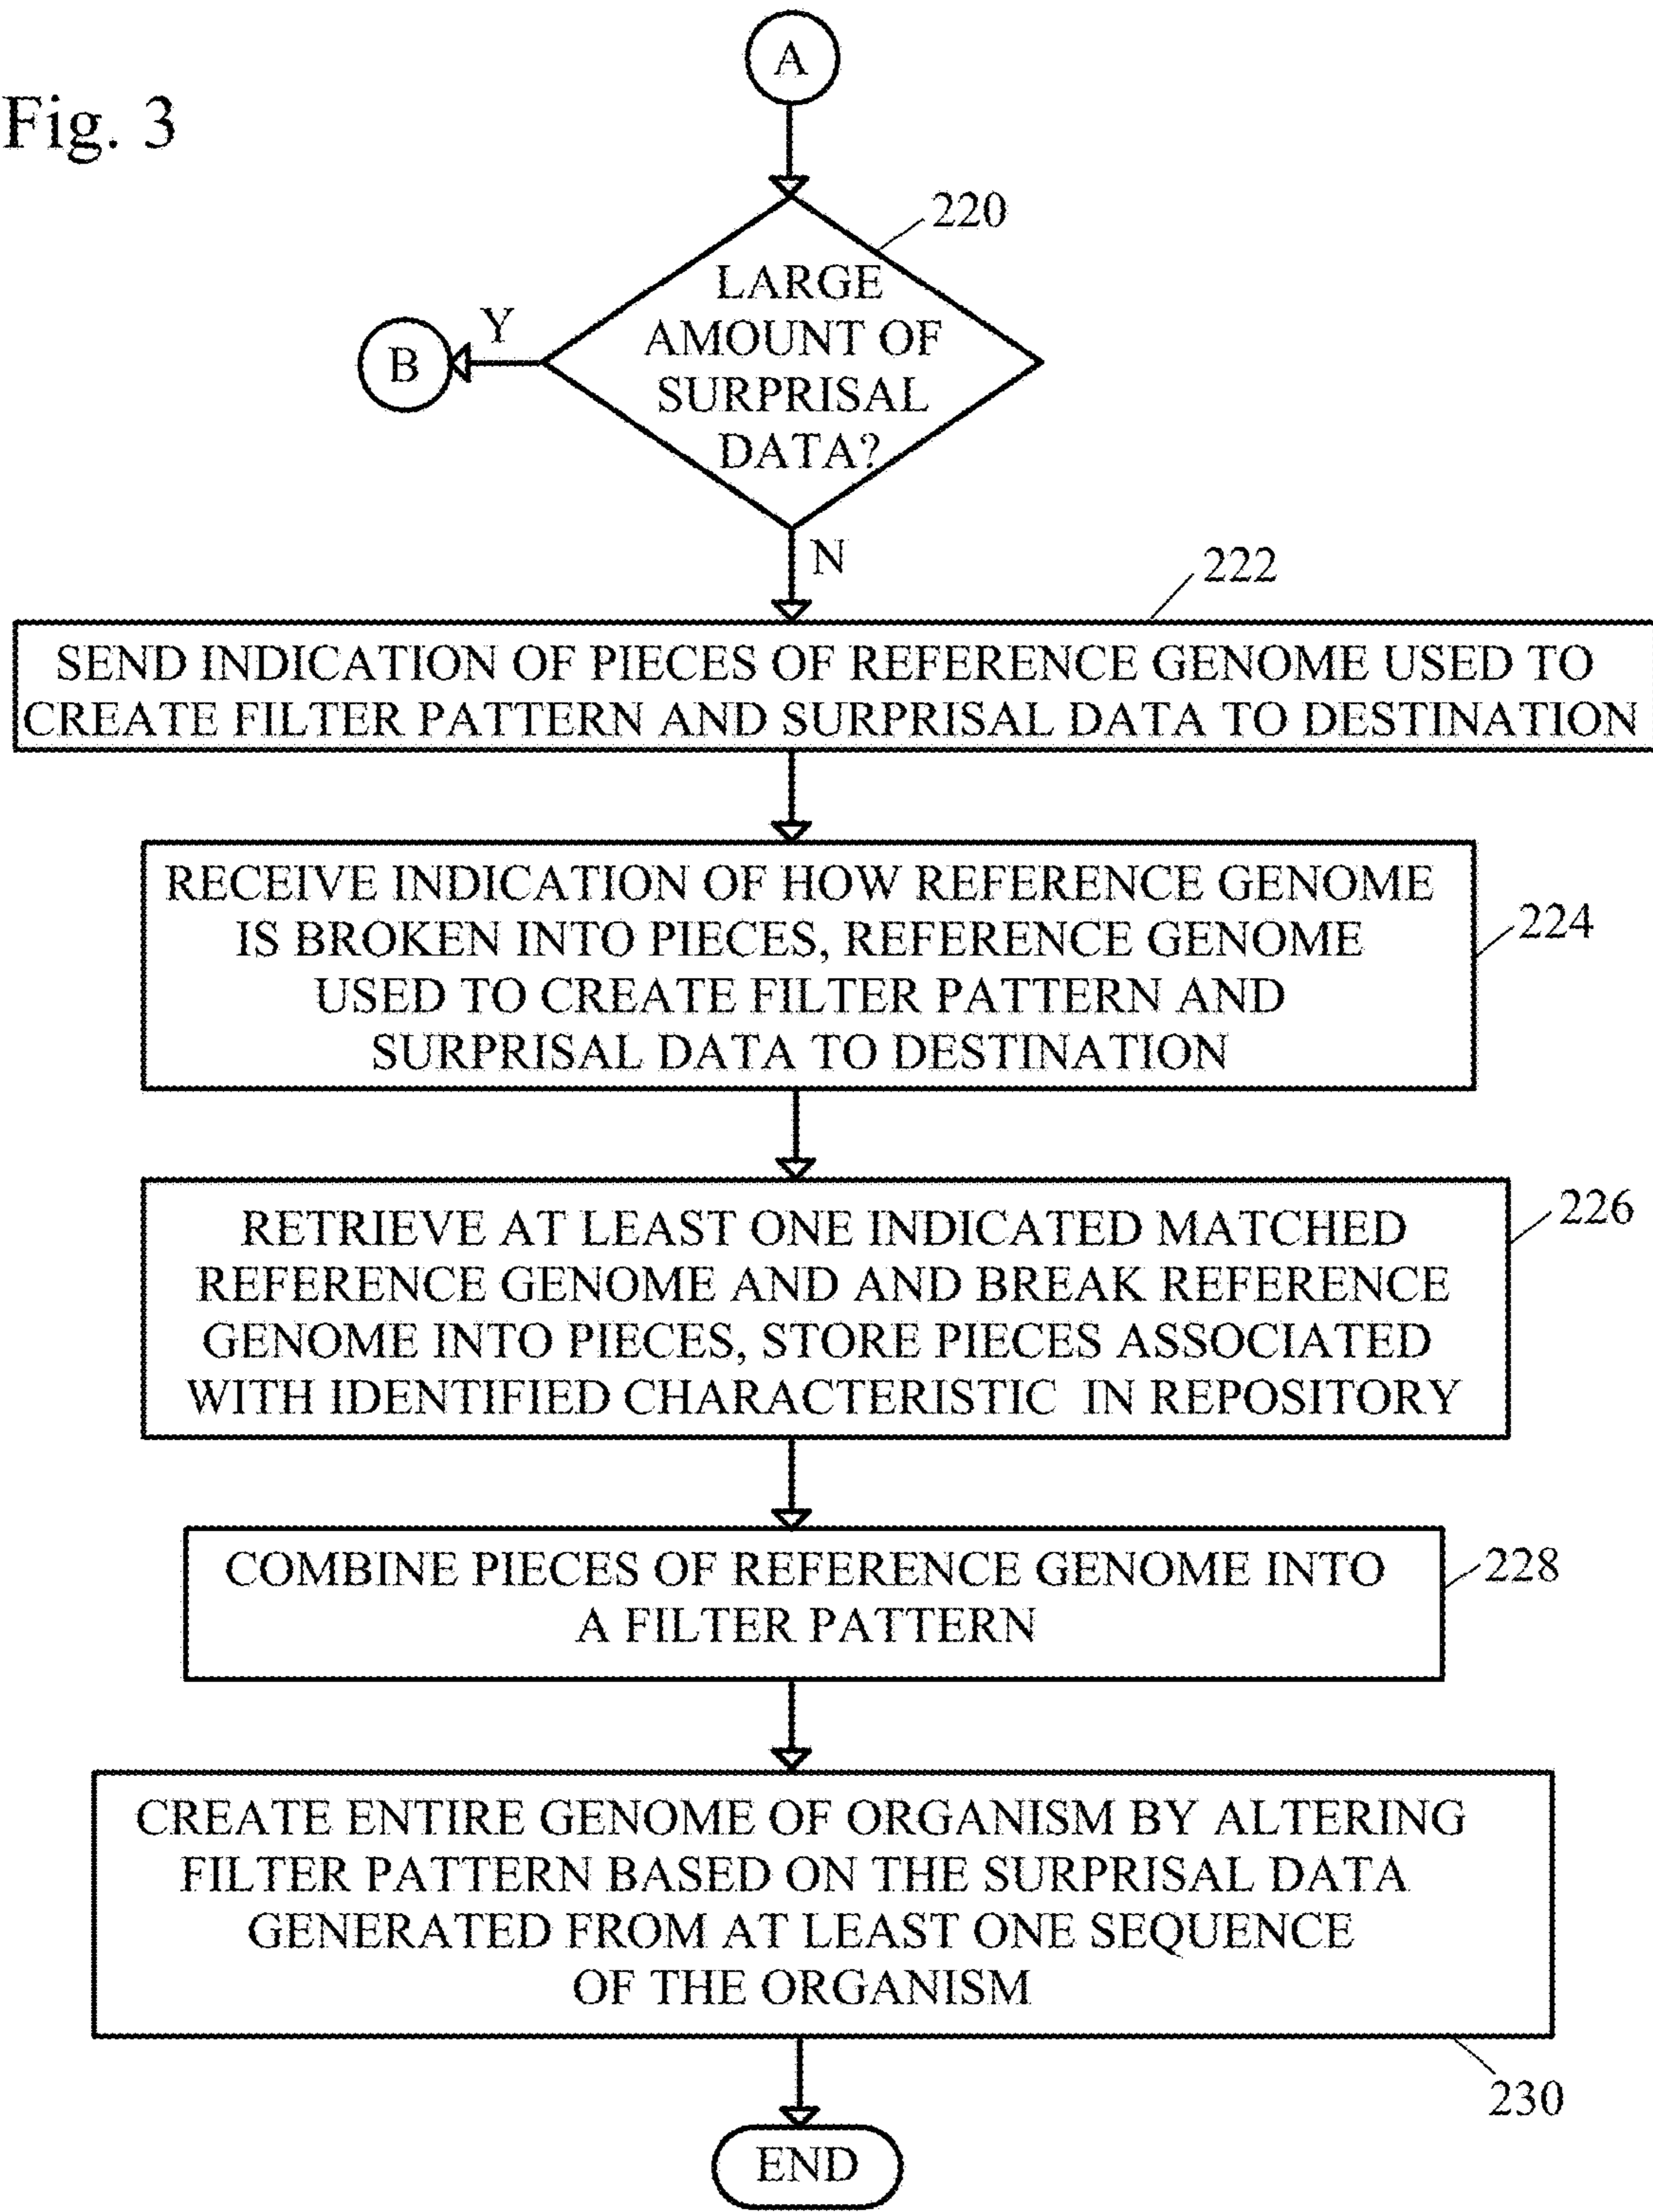 A
Fig. 3
220
LARGE
AMOUNT OF
SURPRISAL
DATA?
Y
B
N
222
SEND INDICATION OF PIECES OF REFERENCE GENOME USED TO
CREATE FILTER PATTERN AND SURPRISAL DATA TO DESTINATION
RECEIVE INDICATION OF HOW REFERENCE GENOME
IS BROKEN INTO PIECES, REFERENCE GENOME
USED TO CREATE FILTER PATTERN AND
SURPRISAL DATA TO DESTINATION
224
RETRIEVE AT LEAST ONE INDICATED MATCHED
REFERENCE GENOME AND AND BREAK REFERENCE
GENOME INTO PIECES, STORE PIECES ASSOCIATED
WITH IDENTIFIED CHARACTERISTIC IN REPOSITORY
226
COMBINE PIECES OF REFERENCE GENOME INTO
A FILTER PATTERN
228
CREATE ENTIRE GENOME OF ORGANISM BY ALTERING
FILTER PATTERN BASED ON THE SURPRISAL DATA
GENERATED FROM AT LEAST ONE SEQUENCE
OF THE ORGANISM
230
END